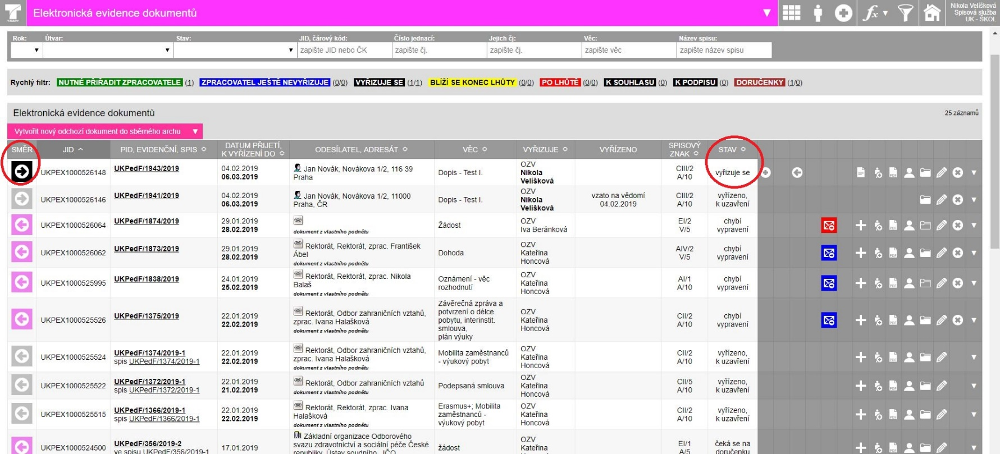 Elektronická evidence dokumentů
Nikola Velíšková
Spisová služba
UK - ŠKOL
Rok: Útvar: Stav: JID, čárový kód: Číslo jednací: Jejich čj: Věc: Název spisu:
zapište JID nebo ČK zapište čj. zapište čj. zapište věc zapište název spisu
Rychlý filtr: NUTNÉ PŘIŘADIT ZPRACOVATELE (1) ZPRACOVATEL JEŠTĚ NEVYŘIZUJE (0/0) VYŘIZUJE SE (1/1) BLÍŽÍ SE KONEC LHŮTY (0/0) PO LHŮTĚ (0/0) K SOUHLASU (0) K PODPISU (0) DORUČENKY (1/0)
Elektronická evidence dokumentů
25 záznamů
Vytvořit nový odchozí dokument do sběrného archu
SMĚR JID PID, EVIDENČNÍ, SPIS DATUM PŘIJETÍ, K VYŘÍZENÍ DO ODESÍLATEL, ADRESÁT VĚC VYŘIZUJE VYŘÍZENO SPISOVÝ ZNAK STAV
UKPEX1000526148 UKPedF/1943/2019 04.02.2019 06.03.2019 Jan Novák, Novákova 1/2, 116 39 Praha Dopis - Test I. OZV Nikola Velíšková CIII/2 A/10 vyřizuje se
UKPEX1000526146 UKPedF/1941/2019 04.02.2019 06.03.2019 Jan Novák, Novákova 1/2, 11000 Praha, ČR Dopis - Test I. OZV Nikola Velíšková vzato na vědomí 04.02.2019 CIII/2 A/10 vyřízeno, k uzavření
UKPEX1000526064 UKPedF/1874/2019 29.01.2019 28.02.2019 dokument z vlastního podnětu Žádost OZV Iva Beránková EI/2 V/5 chybí vypravení
UKPEX1000526062 UKPedF/1873/2019 29.01.2019 28.02.2019 Rektorát, Rektorát, zprac. František Ábel dokument z vlastního podnětu Dohoda OZV Kateřina Honcová AIV/2 V/5 chybí vypravení
UKPEX1000525995 UKPedF/1838/2019 24.01.2019 25.02.2019 Rektorát, Rektorát, zprac. Nikola Balaš dokument z vlastního podnětu Oznámení - věc rozhodnutí OZV Kateřina Honcová AI/1 A/10 chybí vypravení
UKPEX1000525526 UKPedF/1375/2019 22.01.2019 22.02.2019 Rektorát, Odbor zahraničních vztahů, zprac. Ivana Halašková dokument z vlastního podnětu Závěrečná zpráva a potvrzení o délce pobytu, interinstit. smlouva, plán výuky OZV Kateřina Honcová CII/2 A/10 chybí vypravení
UKPEX1000525524 UKPedF/1374/2019-1 spis UKPedF/1374/2019-1 22.01.2019 22.02.2019 Rektorát, Odbor zahraničních vztahů, zprac. Ivana Halašková dokument z vlastního podnětu Mobilita zaměstnanců - výukový pobyt OZV Kateřina Honcová CII/2 A/10 vyřízeno, k uzavření
UKPEX1000525522 UKPedF/1372/2019-1 spis UKPedF/1372/2019-1 22.01.2019 21.02.2019 Rektorát, Odbor zahraničních vztahů dokument z vlastního podnětu Podepsaná smlouva OZV Kateřina Honcová CII/5 A/10 vyřízeno, k uzavření
UKPEX1000525515 UKPedF/1366/2019-1 spis UKPedF/1366/2019-1 22.01.2019 22.02.2019 Rektorát, Rektorát, zprac. Ivana Halašková dokument z vlastního podnětu Erasmus+; Mobilita zaměstnanců - výukový pobyt OZV Kateřina Honcová CII/2 A/10 vyřízeno, k uzavření
UKPEX1000524500 UKPedF/356/2019-2 ve spisu UKPedF/356/2019-1 17.01.2019 Základní organizace Odborového svazu zdravotnictví a sociální péče České republiky, Ústav soudního žádost OZV Kateřina EI/1 A/5 čeká se na doručenku